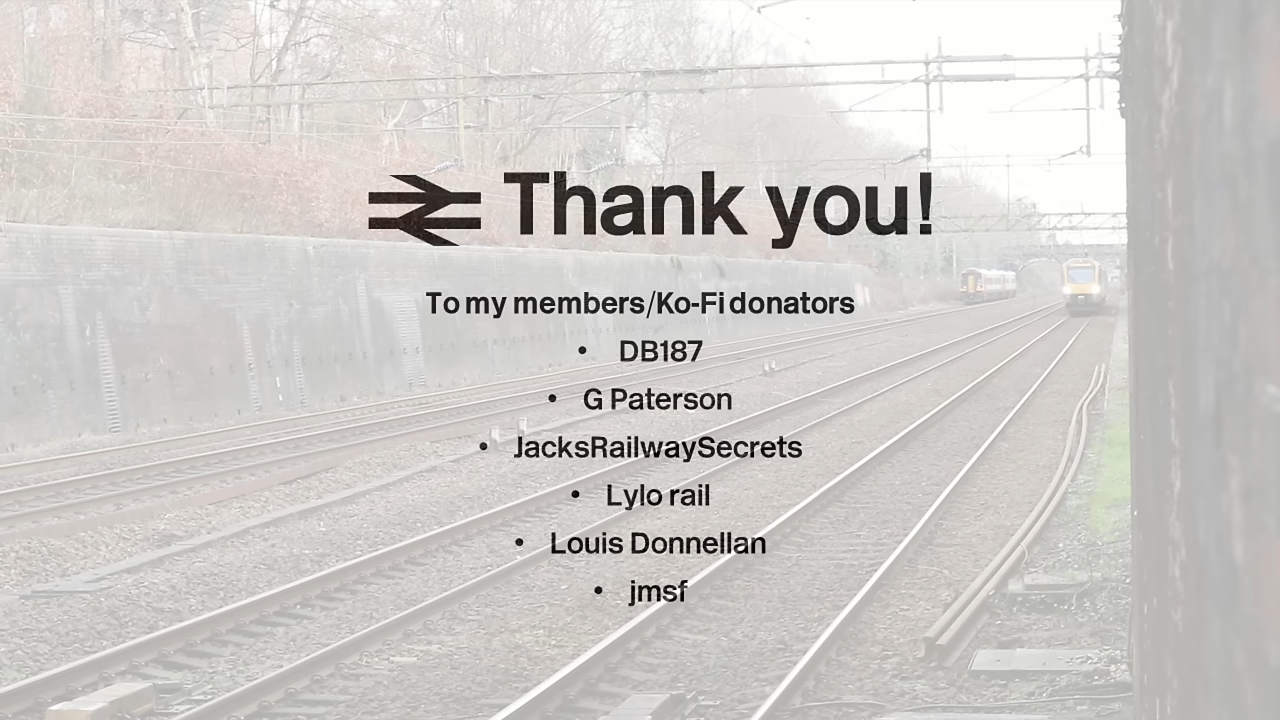 Thank you!
To my members/Ko-Fi donators
• DB187
• G Paterson
• JacksRailwaySecrets
• Lylo rail
• Louis Donnellan
• jmsf